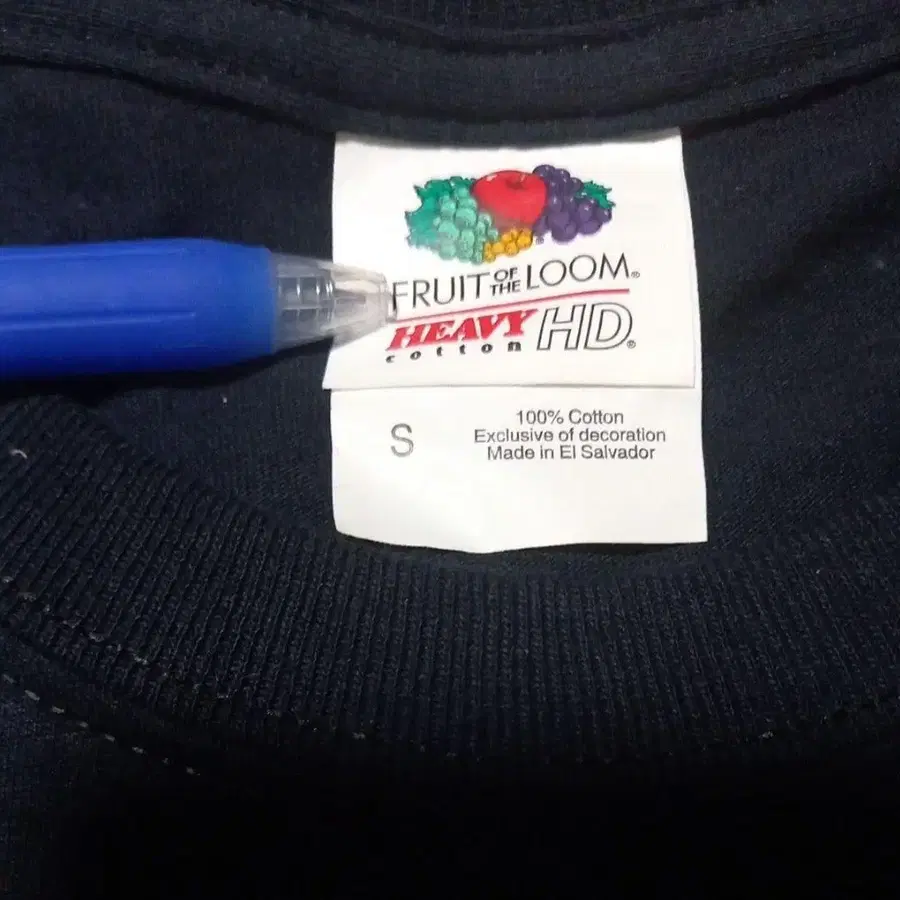 FRUIT OF THE LOOM®
HEAVY cotton HD®
S
100% Cotton
Exclusive of decoration
Made in El Salvador